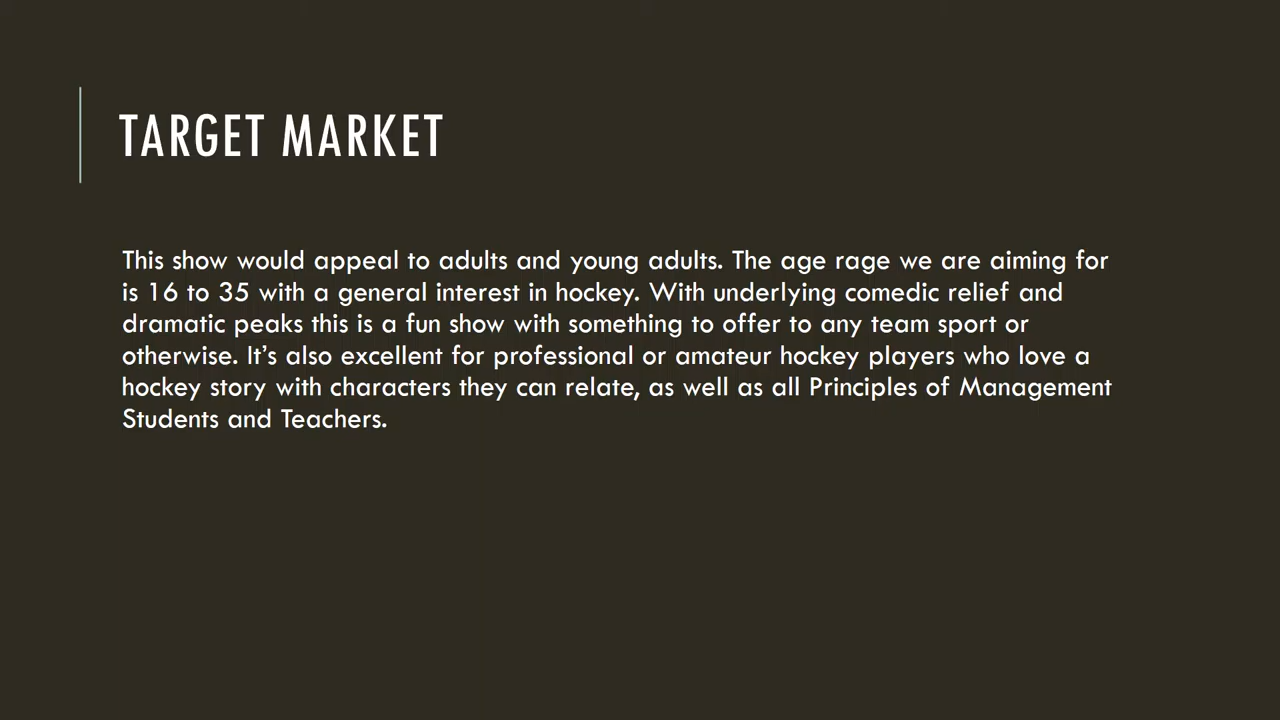 TARGET MARKET
This show would appeal to adults and young adults. The age rage we are aiming for
is 16 to 35 with a general interest in hockey. With underlying comedic relief and
dramatic peaks this is a fun show with something to offer to any team sport or
otherwise. It’s also excellent for professional or amateur hockey players who love a
hockey story with characters they can relate, as well as all Principles of Management
Students and Teachers.